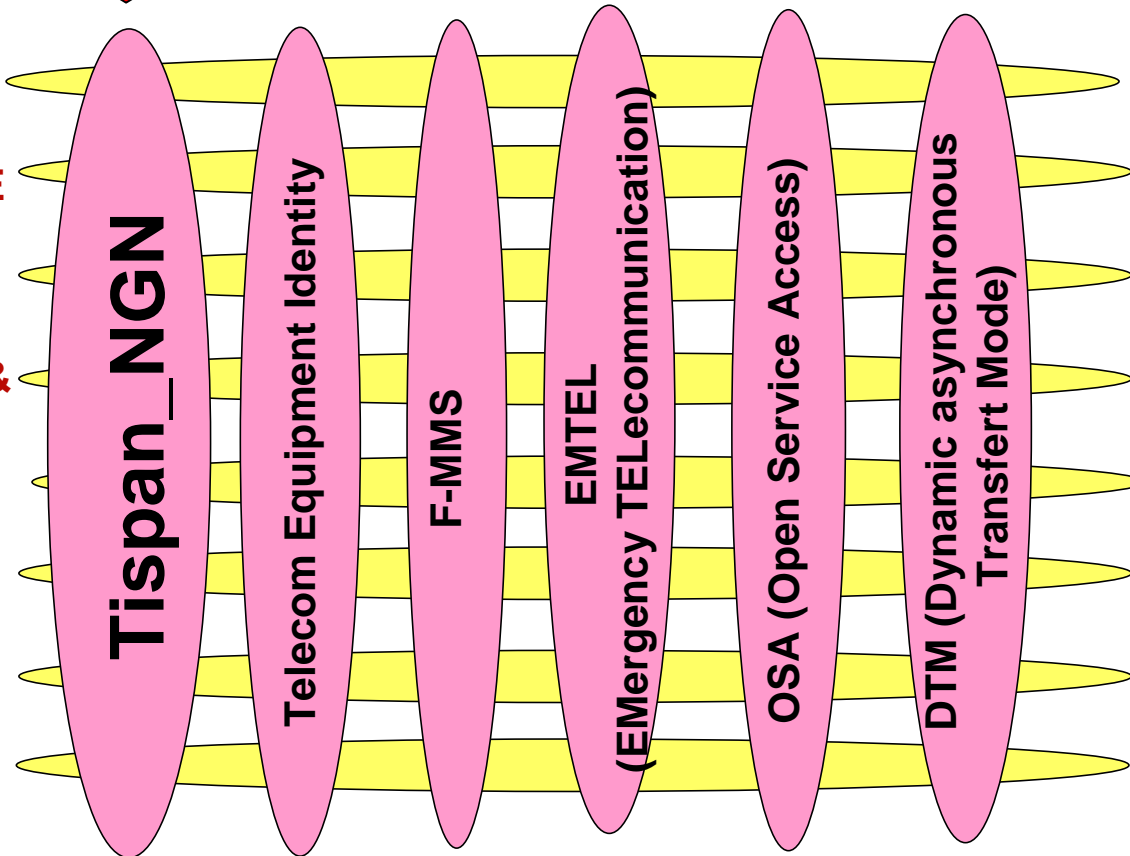 Tispan_NGN
Telecom Equipment Identity
F-MMS
EMTEL
(EMergency TELecommunication)
OSA (Open Service Access)
DTM (Dynamic asynchronous
Transfert Mode)
&